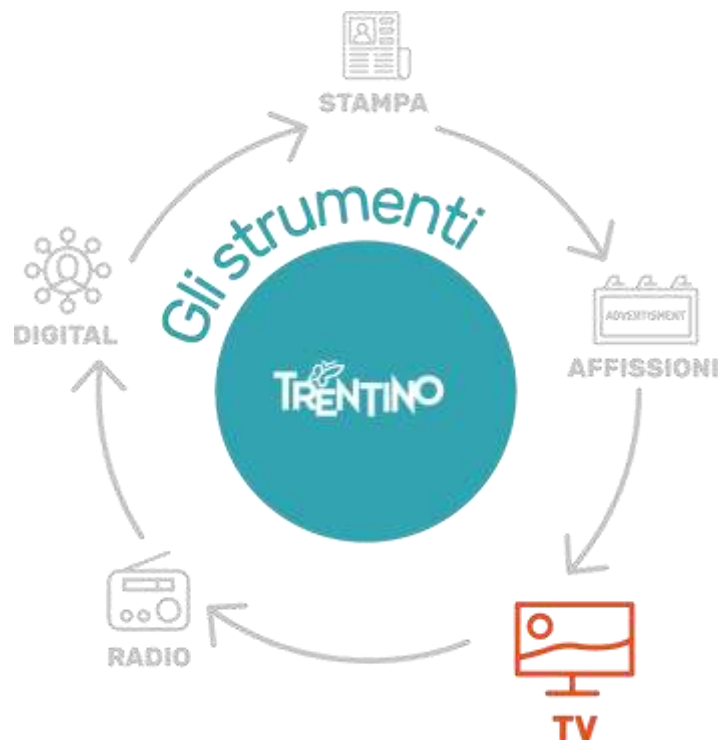 STAMPA
Gli strumenti
DIGITAL
ADVERTISMENT
AFFISSIONI
TRENTINO
RADIO
TV